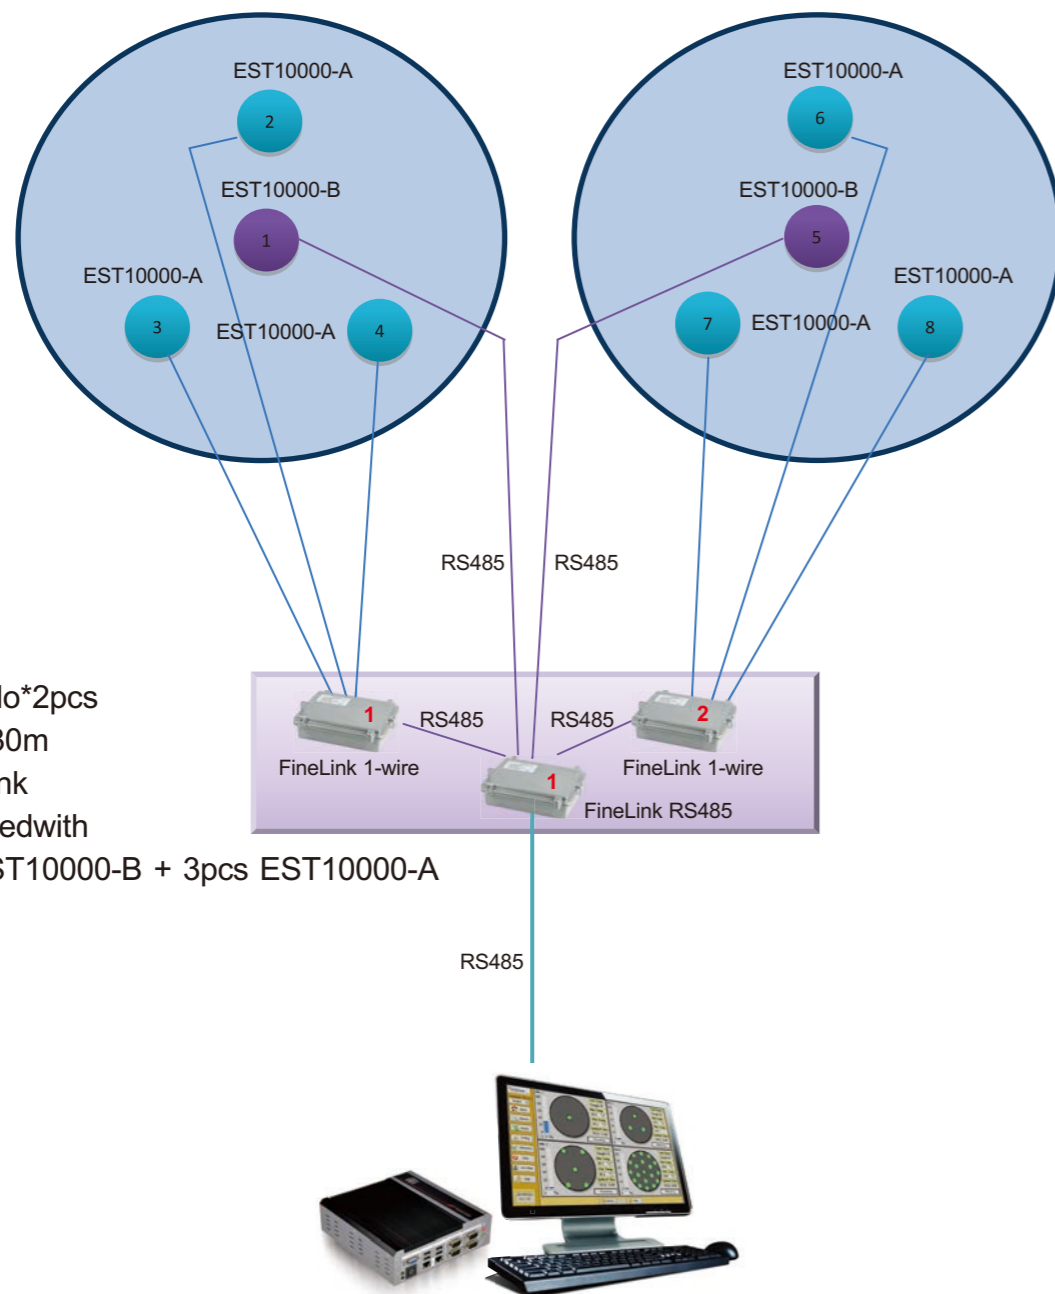 EST10000-A
2
EST10000-B
1
EST10000-A
3
EST10000-A
4
EST10000-A
6
EST10000-B
5
EST10000-A
7
EST10000-A
8
RS485
RS485
lo*2pcs
30m
nk
edwith
ST10000-B + 3pcs EST10000-A
1
RS485
RS485
2
FineLink 1-wire
FineLink 1-wire
1
FineLink RS485
RS485